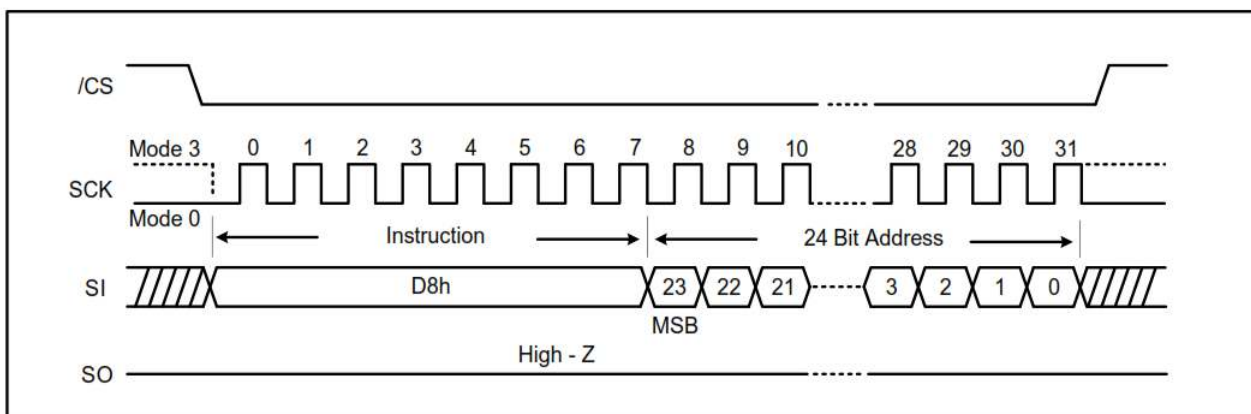 /CS
Mode 3 0 1 2 3 4 5 6 7 8 9 10 28 29 30 31
SCK
Mode 0
Instruction 24 Bit Address
SI D8h 23 22 21 3 2 1 0
MSB
High - Z
SO